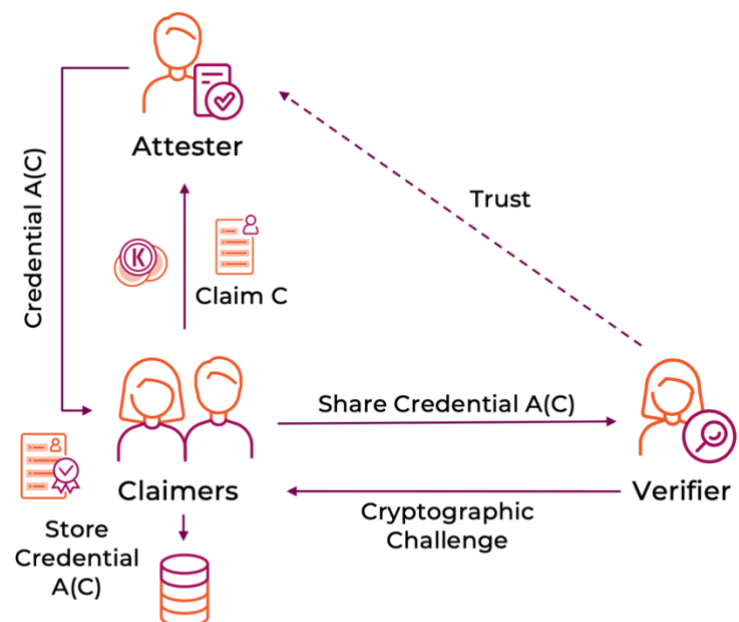 Attester
Credential A(C)
Trust
K
Claim C
Share Credential A(C)
Claimers
Verifier
Cryptographic
Challenge
Store
Credential
A(C)